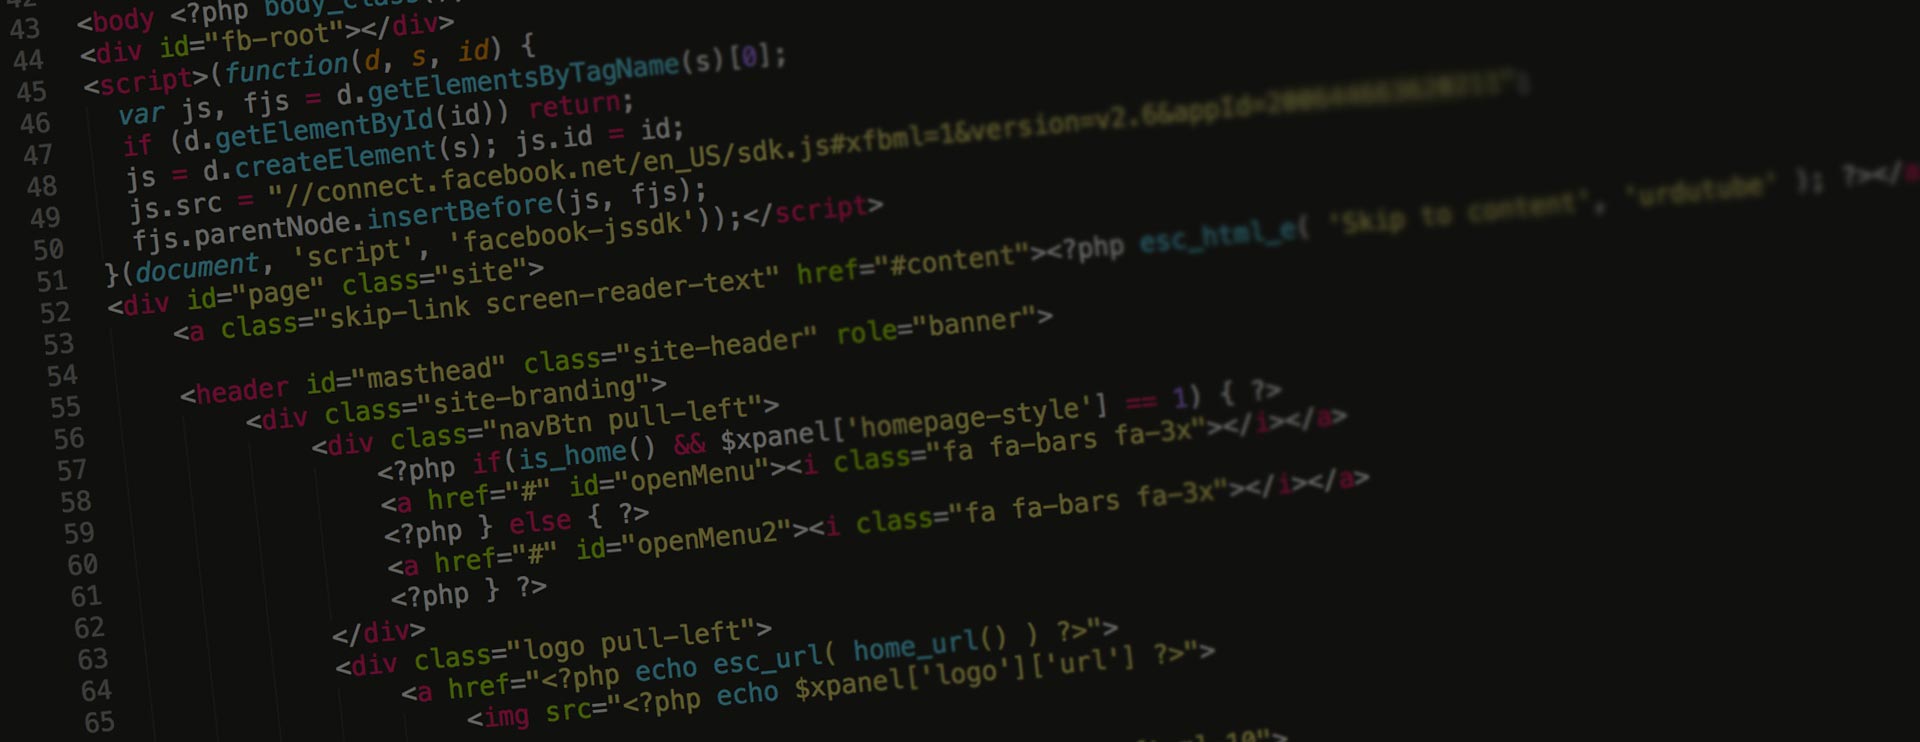 42
43 <body <?php body_class();
44 <div id="fb-root"></div>
45 <script>(function(d, s, id) {
46 var js, fjs = d.getElementsByTagName(s)[0];
47 if (d.getElementById(id)) return;
48 js = d.createElement(s); js.id = id;
49 js.src = "//connect.facebook.net/en_US/sdk.js#xfbml=1&version=v2.6&appId=
50 fjs.parentNode.insertBefore(js, fjs);
51 }(document, 'script', 'facebook-jssdk'));</script>
52 <div id="page" class="site">
53 <a class="skip-link screen-reader-text" href="#content"><?php esc_html_e( 'Skip to content', 'urdutube' ); ?></a
54
55 <header id="masthead" class="site-header" role="banner">
56 <div class="site-branding">
57 <div class="navBtn pull-left">
58 <?php if(is_home() && $xpanel['homepage-style'] == 1) { ?>
59 <a href="#" id="openMenu"><i class="fa fa-bars fa-3x"></i></a>
60 <?php } else { ?>
61 <a href="#" id="openMenu2"><i class="fa fa-bars fa-3x"></i></a>
62 <?php } ?>
63 </div>
64 <div class="logo pull-left">
65 <a href="<?php echo esc_url( home_url() ) ?>">
<img src="<?php echo $xpanel['logo']['url'] ?>">